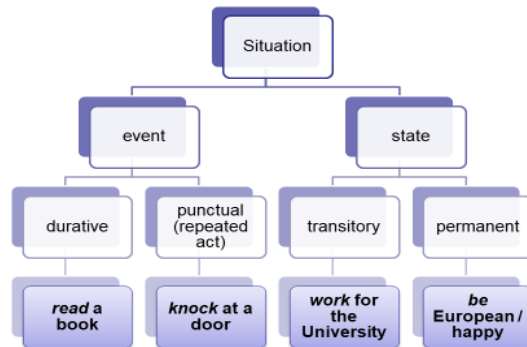 Situation
event
state
durative
punctual
(repeated
act)
transitory
permanent
read a
book
knock at a
door
work for
the
University
be
European /
happy